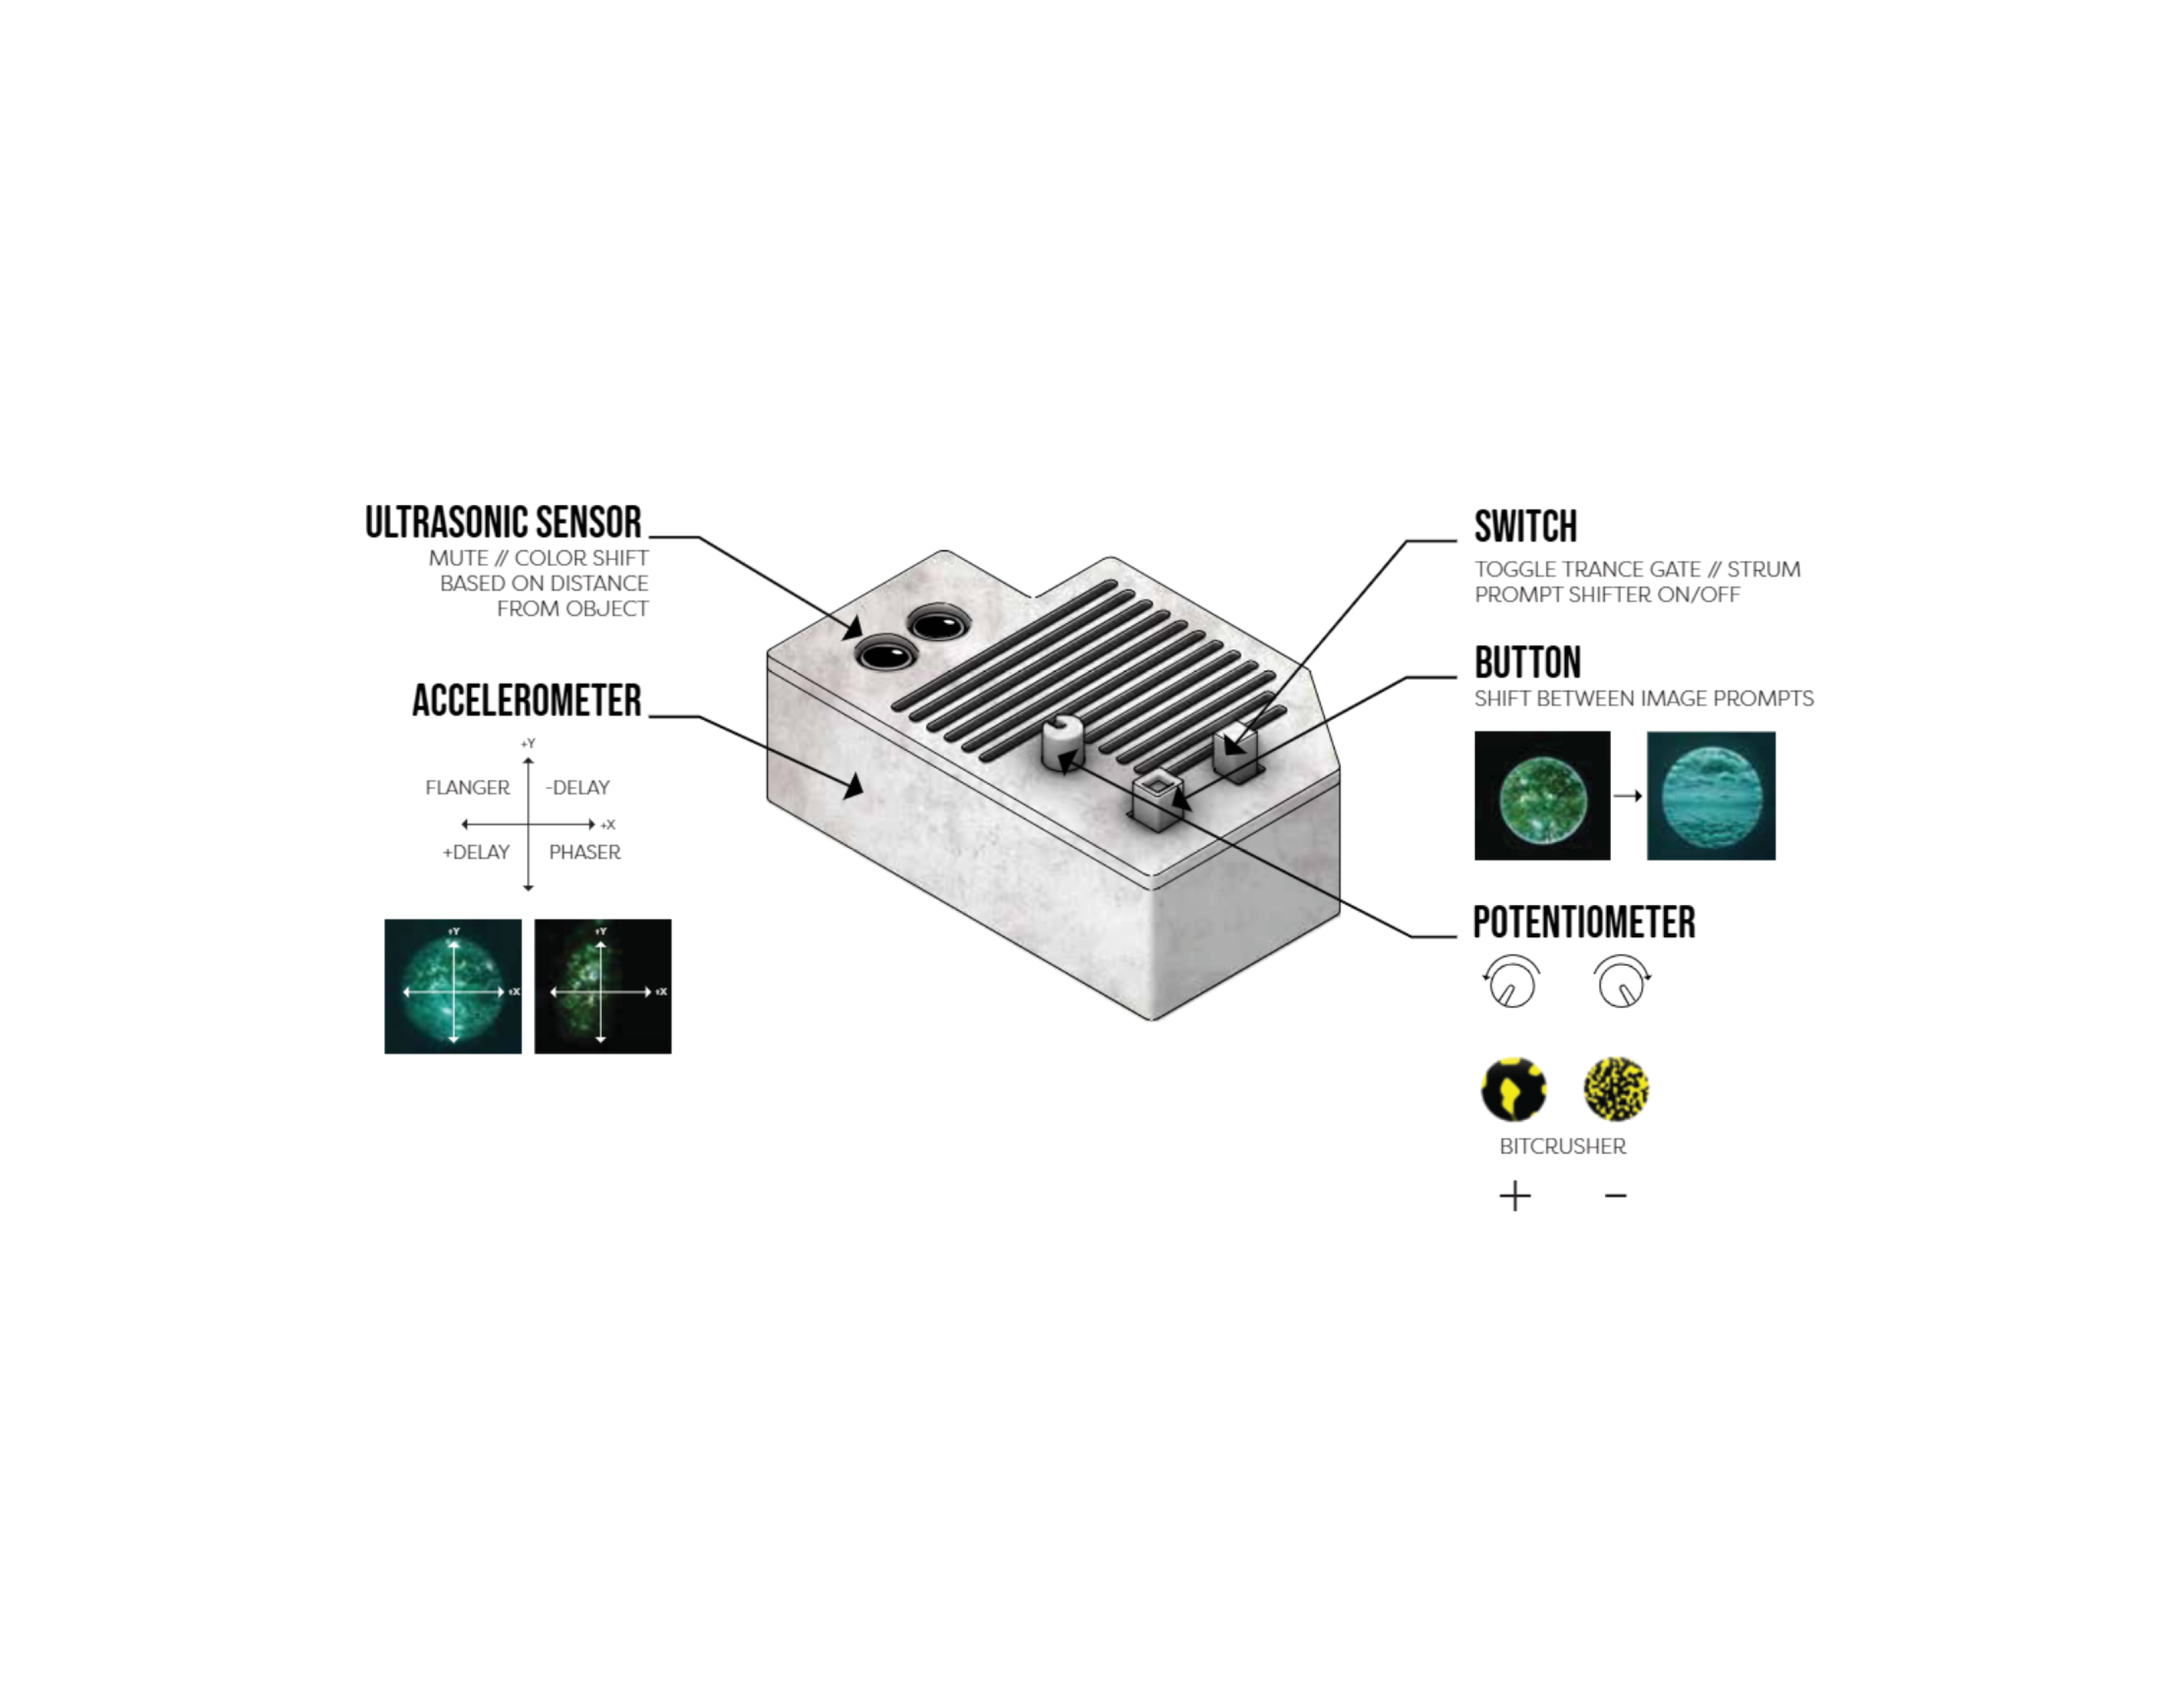 ULTRASONIC SENSOR
MUTE // COLOR SHIFT
BASED ON DISTANCE
FROM OBJECT
ACCELEROMETER
+Y
FLANGER -DELAY
+X
+DELAY PHASER
+Y +Y
+X +X
SWITCH
TOGGLE TRANCE GATE // STRUM
PROMPT SHIFTER ON/OFF
BUTTON
SHIFT BETWEEN IMAGE PROMPTS
POTENTIOMETER
BITCRUSHER
+ −